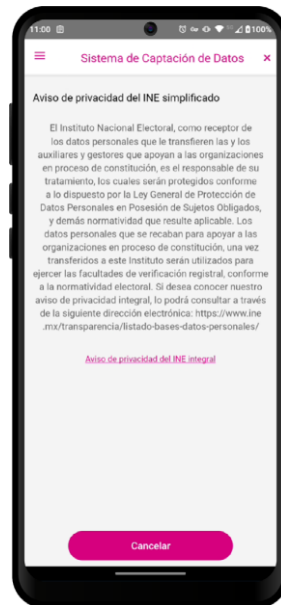 11:00 100%
Sistema de Captación de Datos ×
Aviso de privacidad del INE simplificado
El Instituto Nacional Electoral, como receptor de
los datos personales que le transfieren las y los
auxiliares y gestores que apoyan a las organizaciones
en proceso de constitución, es el responsable de su
tratamiento, los cuales serán protegidos conforme
a lo dispuesto por la Ley General de Protección de
Datos Personales en Posesión de Sujetos Obligados,
y demás normatividad que resulte aplicable. Los
datos personales que se recaban para apoyar a las
organizaciones en proceso de constitución, una vez
transferidos a este Instituto serán utilizados para
ejercer las facultades de verificación registral, conforme
a la normatividad electoral. Si desea conocer nuestro
aviso de privacidad integral, lo podrá consultar a través
de la siguiente dirección electrónica: https://www.ine
.mx/transparencia/listado-bases-datos-personales/
Aviso de privacidad del INE integral
Cancelar